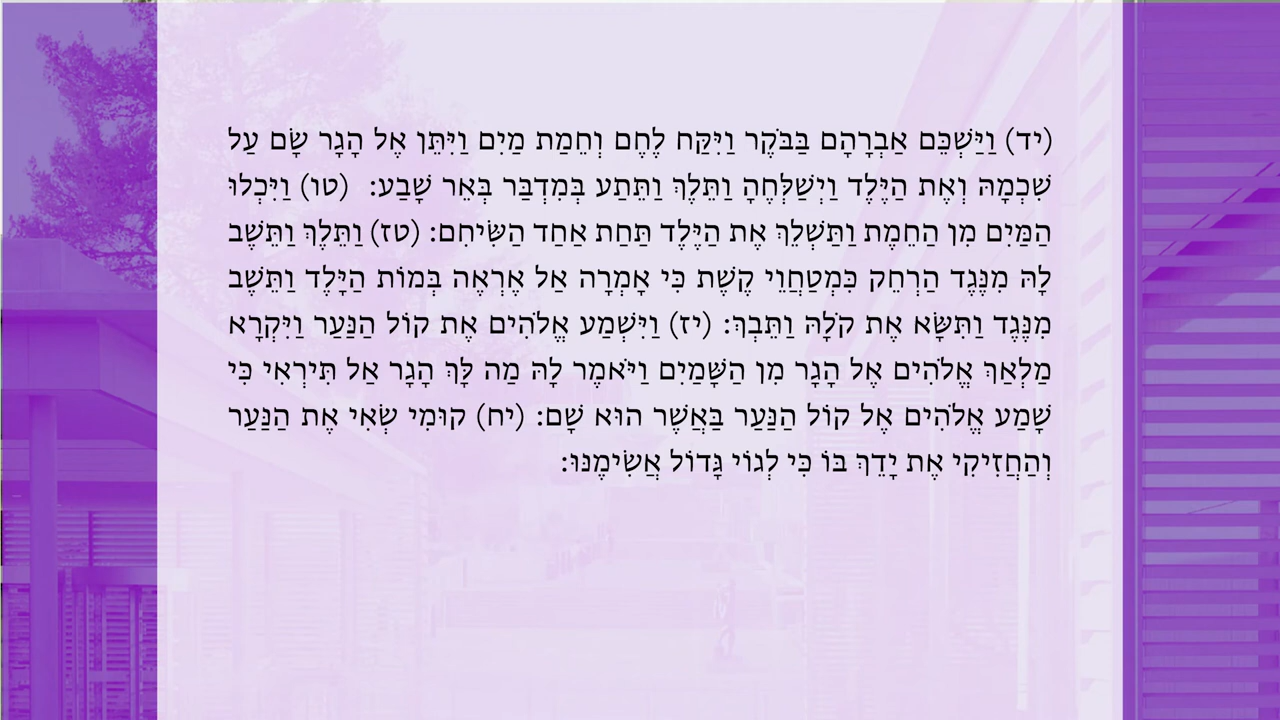 (יד) וַיַּשְׁכֵּם אַבְרָהָם בַּבֹּקֶר וַיִּקַּח לֶחֶם וְחֵמַת מַיִם וַיִּתֵּן אֶל הָגָר שָׂם עַל
שִׁכְמָהּ וְאֶת הַיֶּלֶד וַיְשַׁלְּחֶהָ וַתֵּלֶךְ וַתֵּתַע בְּמִדְבַּר בְּאֵר שָׁבַע: (טו) וַיִּכְלוּ
הַמַּיִם מִן הַחֵמֶת וַתַּשְׁלֵךְ אֶת הַיֶּלֶד תַּחַת אַחַד הַשִּׂיחִם: (טז) וַתֵּלֶךְ וַתֵּשֶׁב
לָהּ מִנֶּגֶד הַרְחֵק כִּמְטַחֲוֵי קֶשֶׁת כִּי אָמְרָה אַל אֶרְאֶה בְּמוֹת הַיָּלֶד וַתֵּשֶׁב
מִנֶּגֶד וַתִּשָּׂא אֶת קֹלָהּ וַתֵּבְךְּ: (יז) וַיִּשְׁמַע אֱלֹהִים אֶת קוֹל הַנַּעַר וַיִּקְרָא
מַלְאַךְ אֱלֹהִים אֶל הָגָר מִן הַשָּׁמַיִם וַיֹּאמֶר לָהּ מַה לָּךְ הָגָר אַל תִּירְאִי כִּי
שָׁמַע אֱלֹהִים אֶל קוֹל הַנַּעַר בַּאֲשֶׁר הוּא שָׁם: (יח) קוּמִי שְׂאִי אֶת הַנַּעַר
וְהַחֲזִיקִי אֶת יָדֵךְ בּוֹ כִּי לְגוֹי גָּדוֹל אֲשִׂימֶנּוּ: